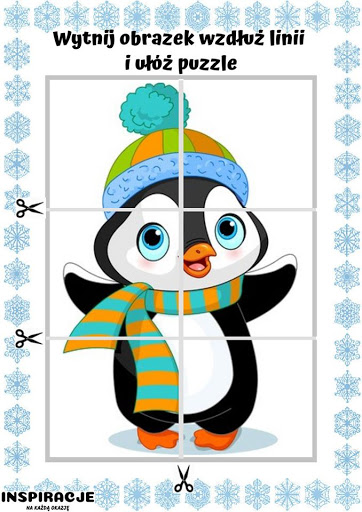 Wytnij obrazek wzdłuż linii
i ułóż puzzle
INSPIRACJE
NA KAŻDĄ OKAZJĘ